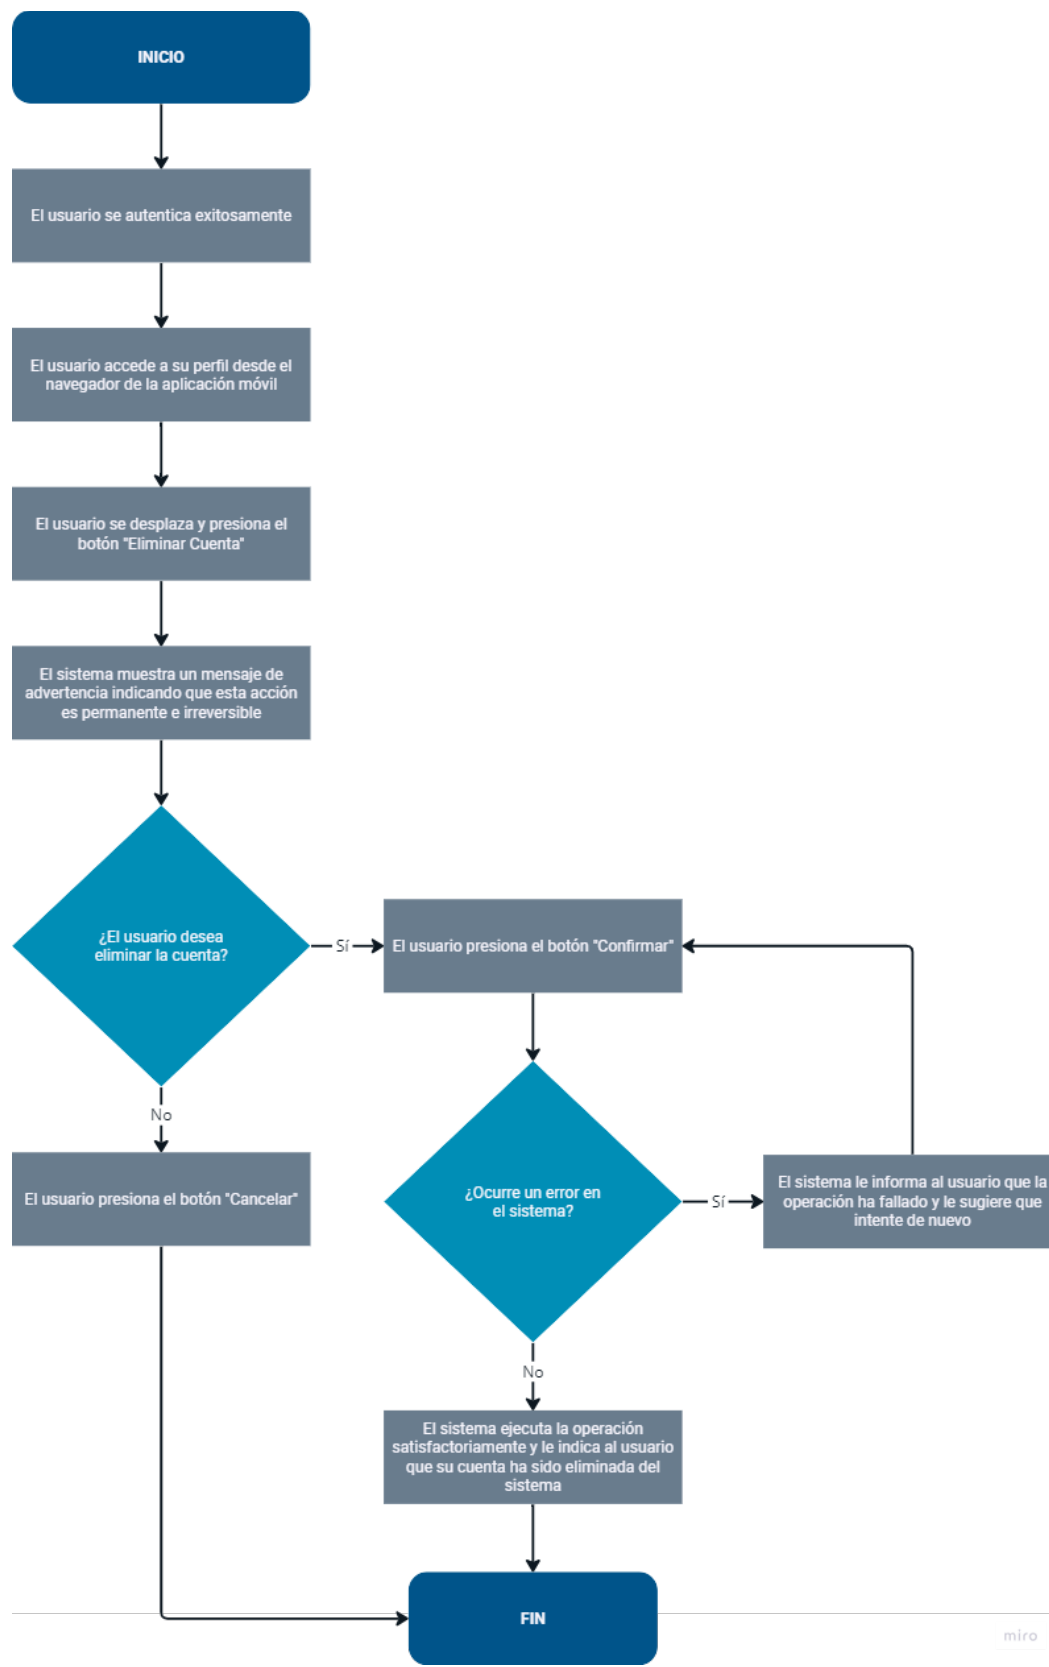 INICIO
El usuario se autentica exitosamente
El usuario accede a su perfil desde el
navegador de la aplicación móvil
El usuario se desplaza y presiona el
botón "Eliminar Cuenta"
El sistema muestra un mensaje de
advertencia indicando que esta acción
es permanente e irreversible
¿El usuario desea
eliminar la cuenta?
Sí
El usuario presiona el botón "Confirmar"
No
El usuario presiona el botón "Cancelar"
¿Ocurre un error en
el sistema?
Sí
El sistema le informa al usuario que la
operación ha fallado y le sugiere que
intente de nuevo
No
El sistema ejecuta la operación
satisfactoriamente y le indica al usuario
que su cuenta ha sido eliminada del
sistema
FIN
miro